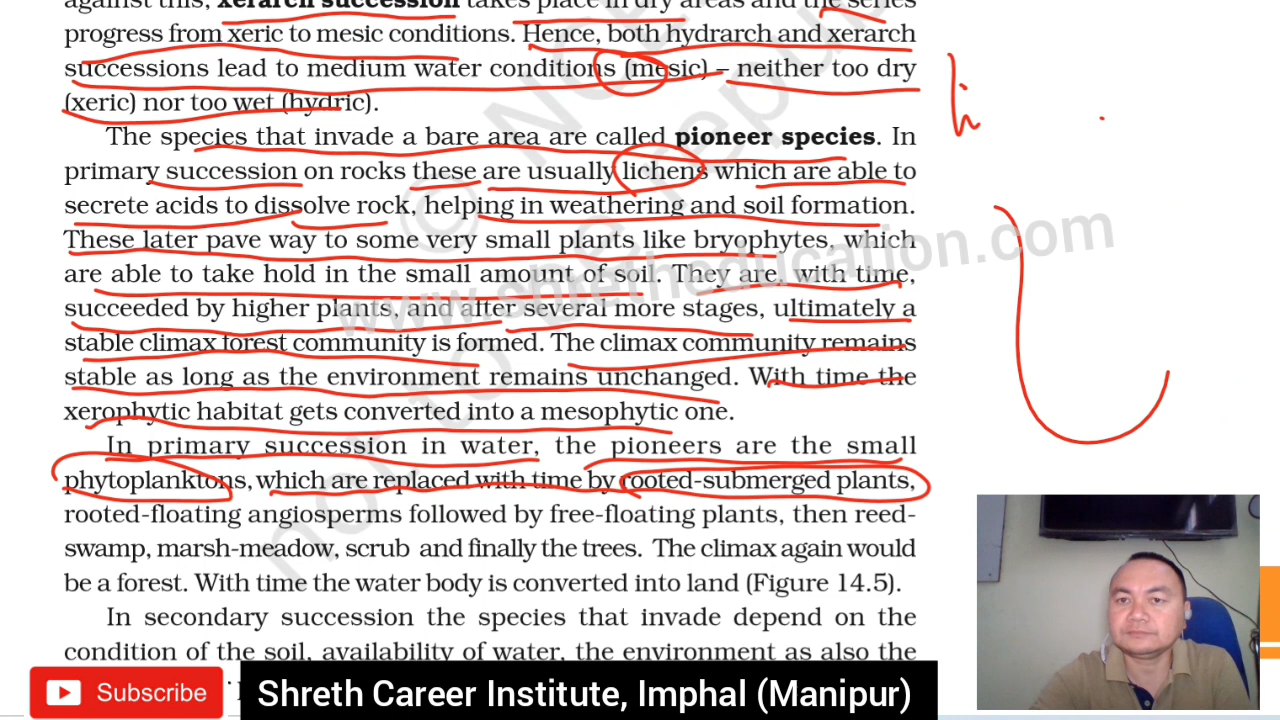 against this, xerarch succession takes place in dry areas and the series
progress from xeric to mesic conditions. Hence, both hydrarch and xerarch
successions lead to medium water conditions (mesic) – neither too dry
(xeric) nor too wet (hydric).
The species that invade a bare area are called pioneer species. In
primary succession on rocks these are usually lichens which are able to
secrete acids to dissolve rock, helping in weathering and soil formation.
These later pave way to some very small plants like bryophytes, which
are able to take hold in the small amount of soil. They are, with time,
succeeded by higher plants, and after several more stages, ultimately a
stable climax forest community is formed. The climax community remains
stable as long as the environment remains unchanged. With time the
xerophytic habitat gets converted into a mesophytic one.
In primary succession in water, the pioneers are the small
phytoplanktons, which are replaced with time by rooted-submerged plants,
rooted-floating angiosperms followed by free-floating plants, then reed-
swamp, marsh-meadow, scrub and finally the trees. The climax again would
be a forest. With time the water body is converted into land (Figure 14.5).
In secondary succession the species that invade depend on the
condition of the soil, availability of water, the environment as also the
www.shretheducation.com
not to be republ
© NCE
Subscribe
Shreth Career Institute, Imphal (Manipur)